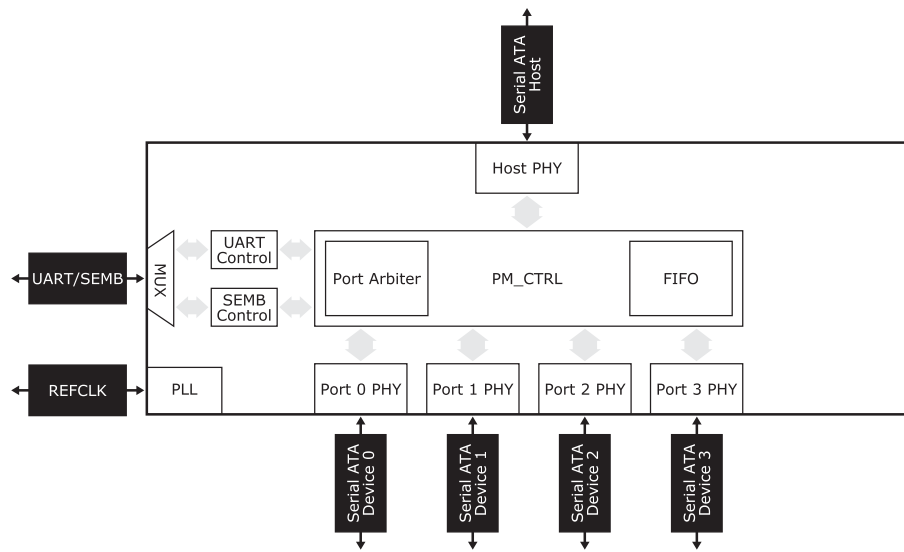 Serial ATA
Host
Host PHY
UART
Control
Port Arbiter
PM_CTRL
FIFO
UART/SEMB
MUX
SEMB
Control
REFCLK
PLL
Port 0 PHY
Port 1 PHY
Port 2 PHY
Port 3 PHY
Serial ATA
Device 0
Serial ATA
Device 1
Serial ATA
Device 2
Serial ATA
Device 3